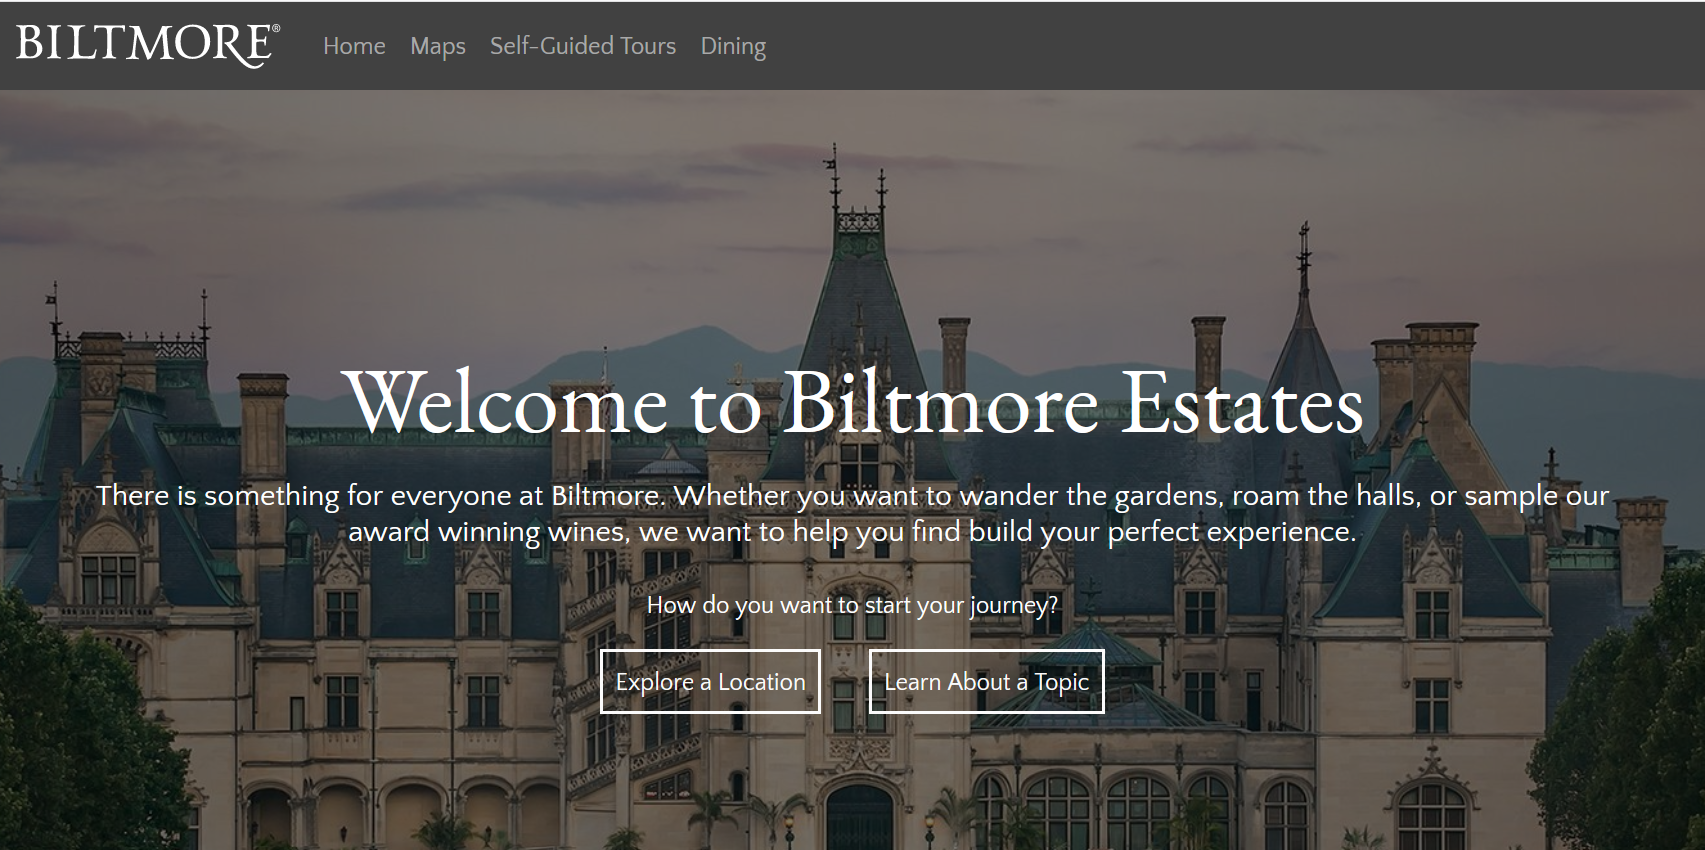 BILTMORE®
Home Maps Self-Guided Tours Dining
Welcome to Biltmore Estates
There is something for everyone at Biltmore. Whether you want to wander the gardens, roam the halls, or sample our
award winning wines, we want to help you find build your perfect experience.
How do you want to start your journey?
Explore a Location
Learn About a Topic